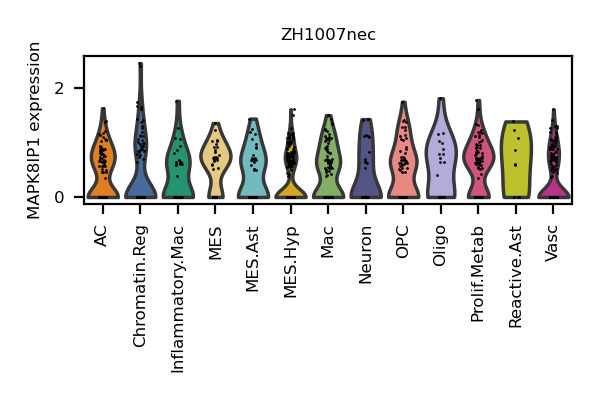 ZH1007nec
MAPK8IP1 expression
2
0
AC
Chromatin.Reg
Inflammatory.Mac
MES
MES.Ast
MES.Hyp
Mac
Neuron
OPC
Oligo
Prolif.Metab
Reactive.Ast
Vasc